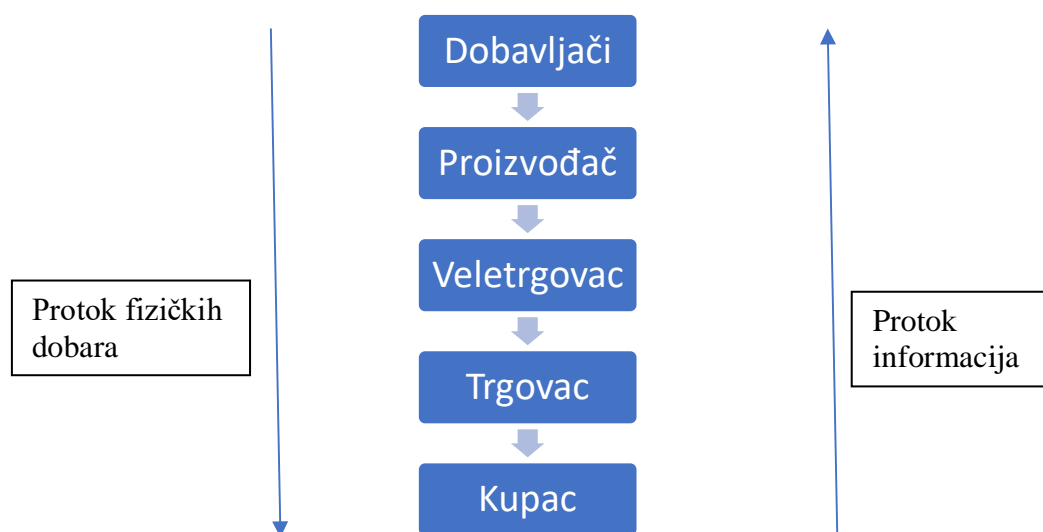 Dobavljači
Proizvođač
Veletrgovac
Protok fizičkih
dobara
Protok
informacija
Trgovac
Kupac